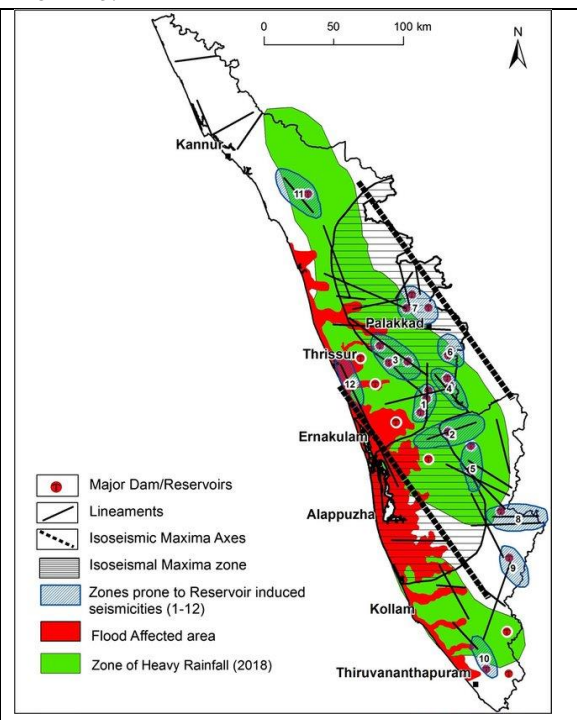 0 50 100 km
N
Kannur
11
7
Palakkad
Thrissur
3
6
12
4
1
Ernakulam
2
5
Alappuzha
8
9
Kollam
10
Thiruvananthapuram
Major Dam/Reservoirs
Lineaments
Isoseismic Maxima Axes
Isoseismal Maxima zone
Zones prone to Reservoir induced
seismicities (1-12)
Flood Affected area
Zone of Heavy Rainfall (2018)